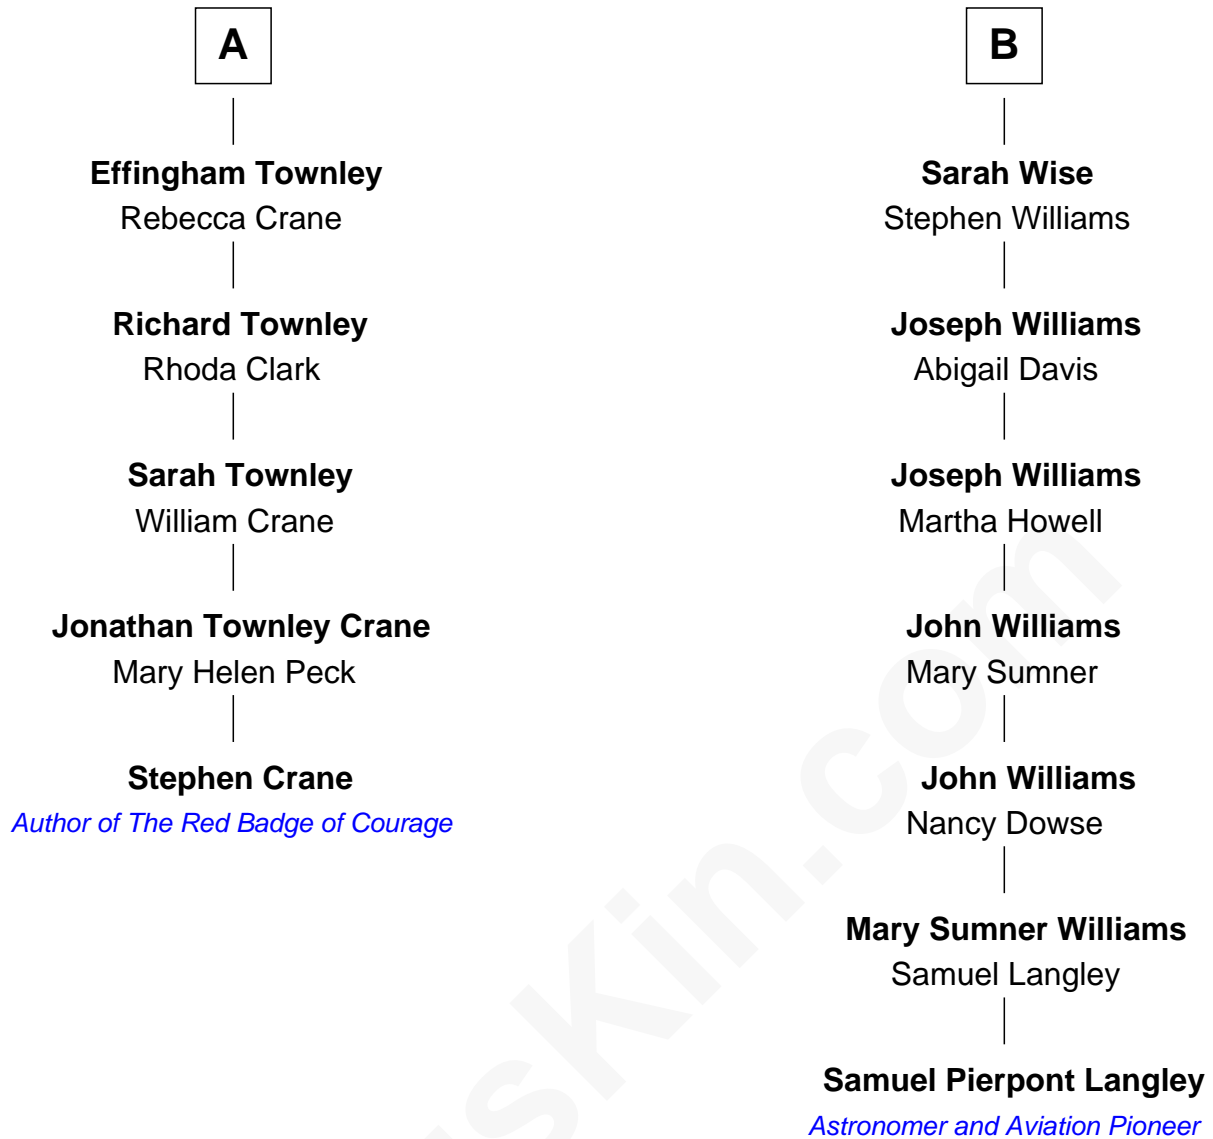 A
Effingham Townley
Rebecca Crane
Richard Townley
Rhoda Clark
Sarah Townley
William Crane
Jonathan Townley Crane
Mary Helen Peck
Stephen Crane
Author of The Red Badge of Courage
B
Sarah Wise
Stephen Williams
Joseph Williams
Abigail Davis
Joseph Williams
Martha Howell
John Williams
Mary Sumner
John Williams
Nancy Dowse
Mary Sumner Williams
Samuel Langley
Samuel Pierpont Langley
Astronomer and Aviation Pioneer